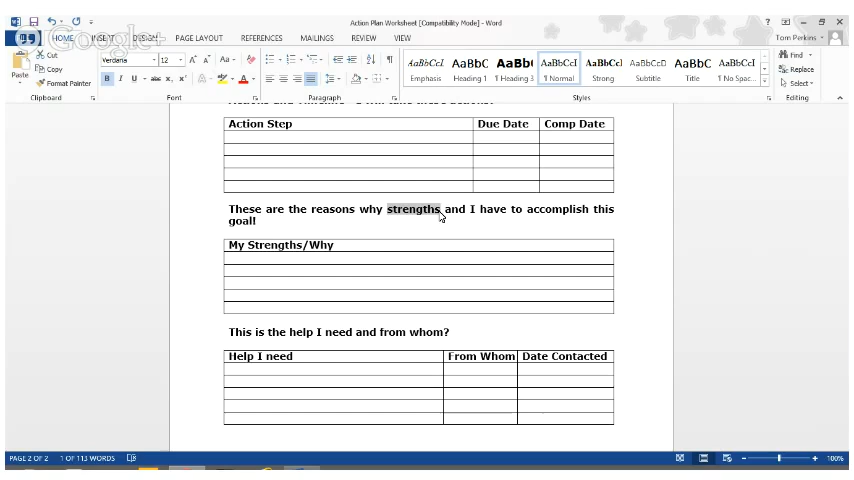 Action Plan Worksheet [Compatibility Mode] - Word
Google+
Tom Perkins
HOME INSERT DESIGN PAGE LAYOUT REFERENCES MAILINGS REVIEW VIEW
Paste
Cut
Copy
Format Painter
Clipboard
Verdana 12
Font
Paragraph
AaBbCcI AaBbC AaBb( AaBbCcI AaBbCcl AaBbCcD AaBbC AaBbCcI
Emphasis Heading 1 ¶ Heading 3 ¶ Normal Strong Subtitle Title ¶ No Spac...
Styles
Find
Replace
Select
Editing
Action Step Due Date Comp Date
These are the reasons why strengths and I have to accomplish this
goal!
My Strengths/Why
This is the help I need and from whom?
Help I need From Whom Date Contacted
PAGE 2 OF 2 1 OF 113 WORDS 100%